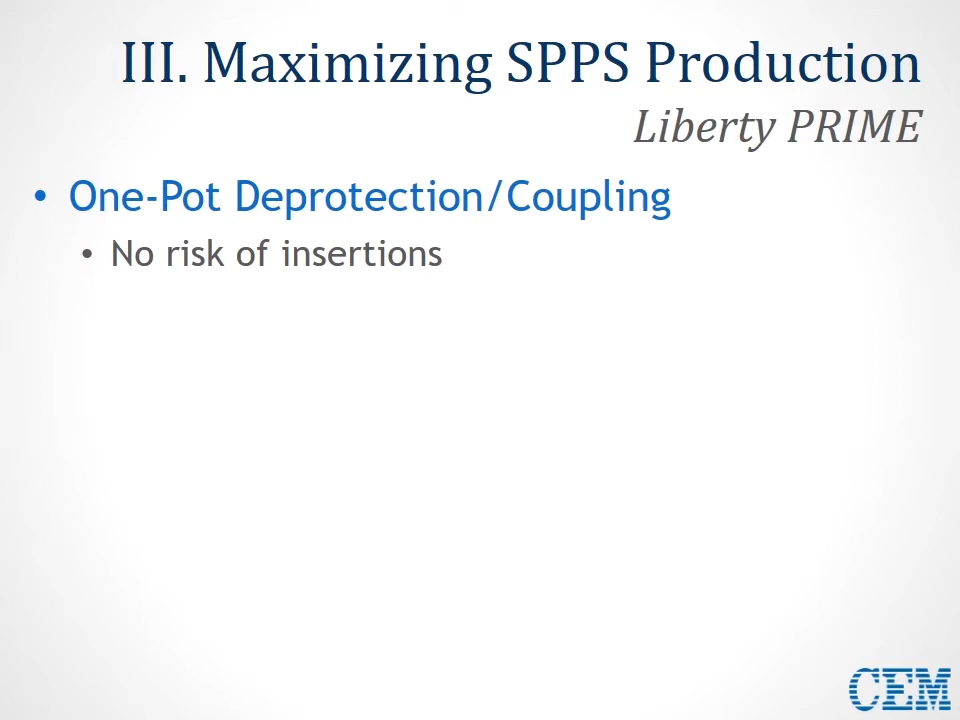 III. Maximizing SPPS Production
Liberty PRIME
• One-Pot Deprotection/Coupling
• No risk of insertions
CEM